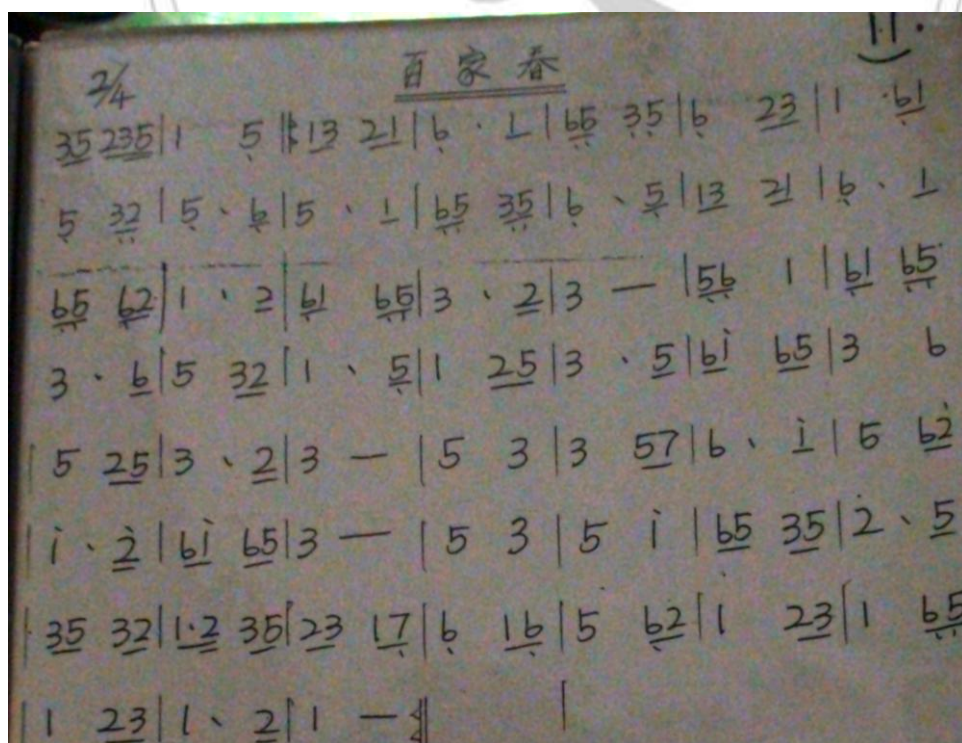 11.
百家春
2/4
35 235 | 1 5 ‖: 13 21 | 6 · 1 | 65 35 | 6 23 | 1 · 61
5 32 | 5 · 6 | 5 · 1 | 65 35 | 6 · 5 | 13 21 | 6 · 1
65 62 | 1 · 2 | 61 65 | 3 · 2 | 3 — | 56 1 | 61 65
3 · 6 | 5 32 | 1 · 5 | 1 25 | 3 · 5 | 61 65 | 3 6
| 5 25 | 3 · 2 | 3 — | 5 3 | 3 57 | 6 · 1 | 5 62
| 1 · 2 | 61 65 | 3 — | 5 3 | 5 1 | 65 35 | 2 · 5
| 35 32 | 1·2 35 | 23 17 | 6 16 | 5 62 | 1 23 | 1 65
| 1 23 | 1 · 2 | 1 — :‖